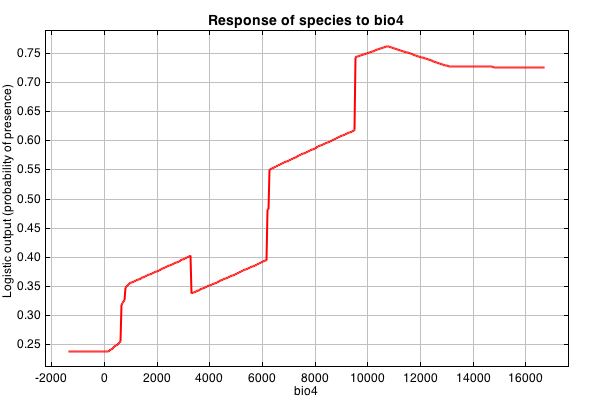 Response of species to bio4
Logistic output (probability of presence)
0.75
0.70
0.65
0.60
0.55
0.50
0.45
0.40
0.35
0.30
0.25
-2000 0 2000 4000 6000 8000 10000 12000 14000 16000
bio4